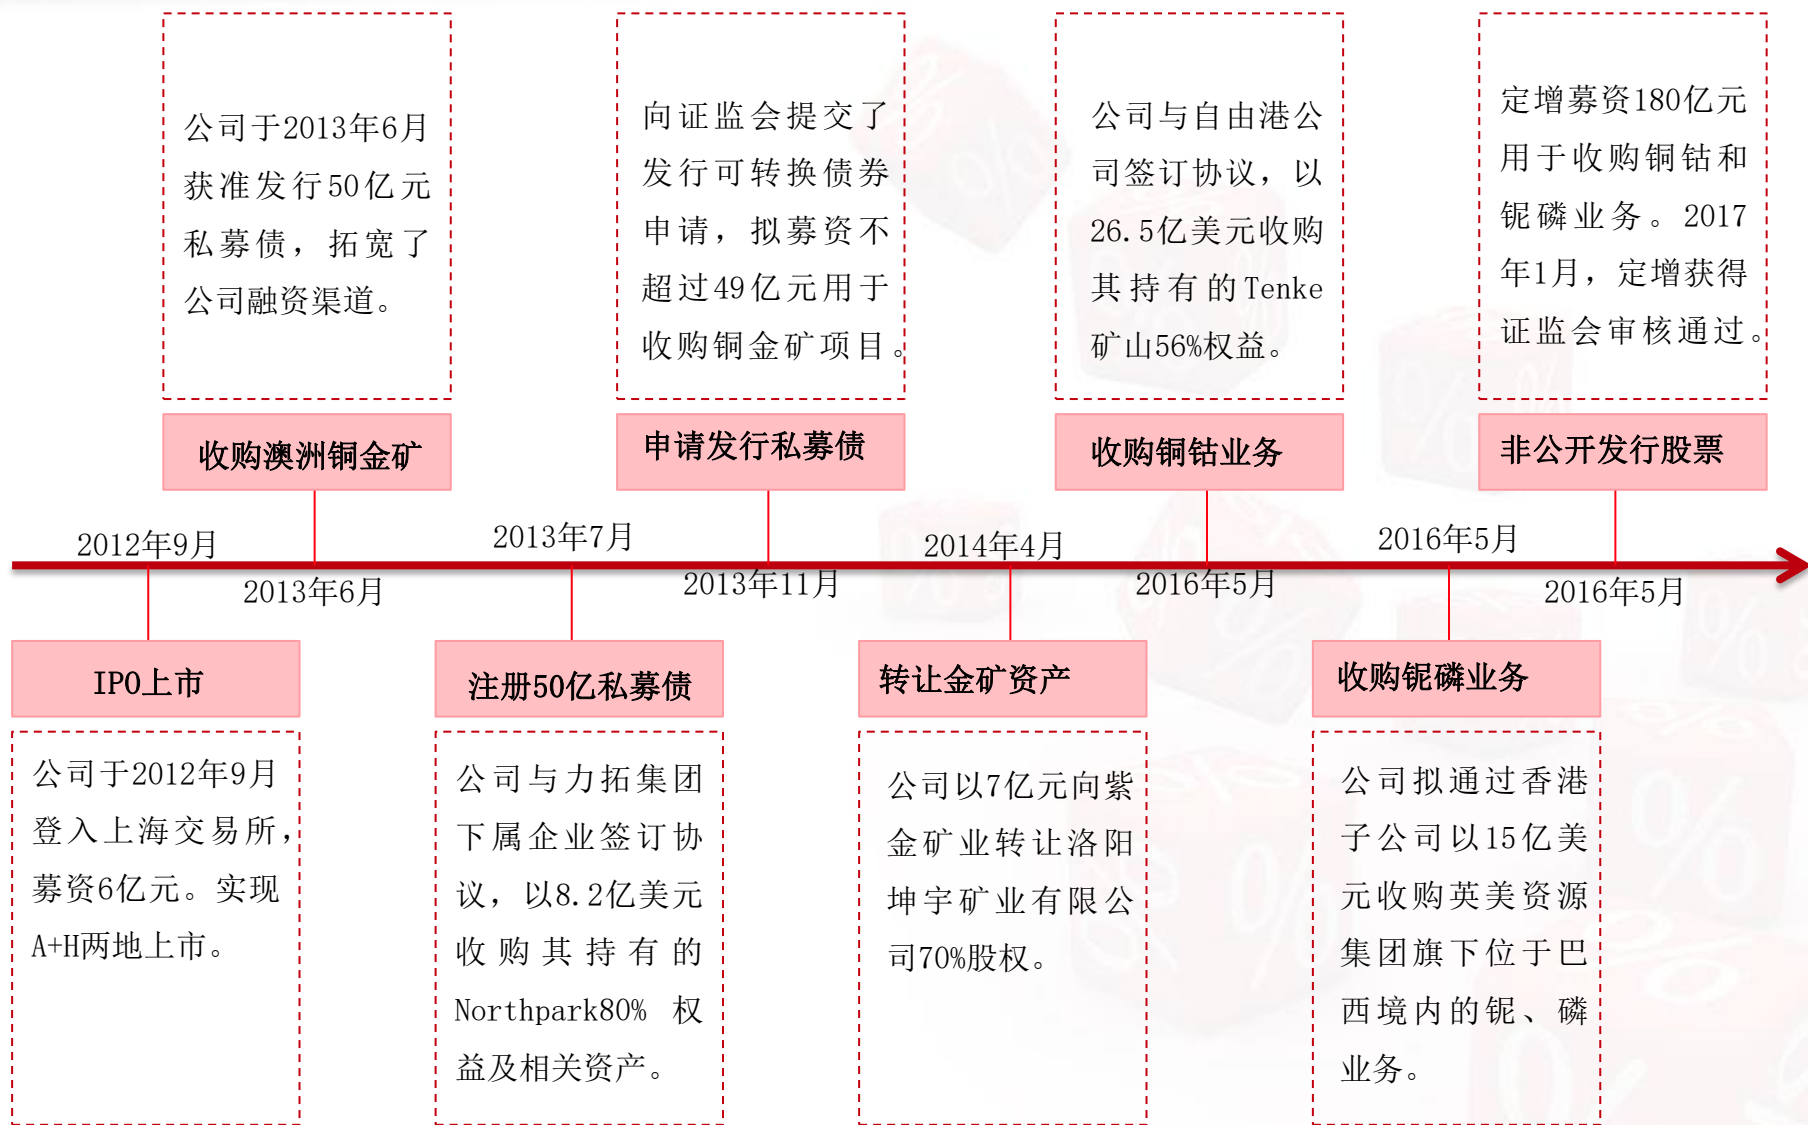 公司于2013年6月
获准发行50亿元
私募债，拓宽了
公司融资渠道。
向证监会提交了
发行可转换债券
申请，拟募资不
超过49亿元用于
收购铜金矿项目。
公司与自由港公
司签订协议，以
26.5亿美元收购
其持有的Tenke
矿山56%权益。
定增募资180亿元
用于收购铜钴和
铌磷业务。2017
年1月，定增获得
证监会审核通过。
收购澳洲铜金矿
申请发行私募债
收购铜钴业务
非公开发行股票
2012年9月
2013年7月
2014年4月
2016年5月
2013年6月
2013年11月
2016年5月
2016年5月
IPO上市
注册50亿私募债
转让金矿资产
收购铌磷业务
公司于2012年9月
登入上海交易所，
募资6亿元。实现
A+H两地上市。
公司与力拓集团
下属企业签订协
议，以8.2亿美元
收购其持有的
Northpark80% 权
益及相关资产。
公司以7亿元向紫
金矿业转让洛阳
坤宇矿业有限公
司70%股权。
公司拟通过香港
子公司以15亿美
元收购英美资源
集团旗下位于巴
西境内的铌、磷
业务。